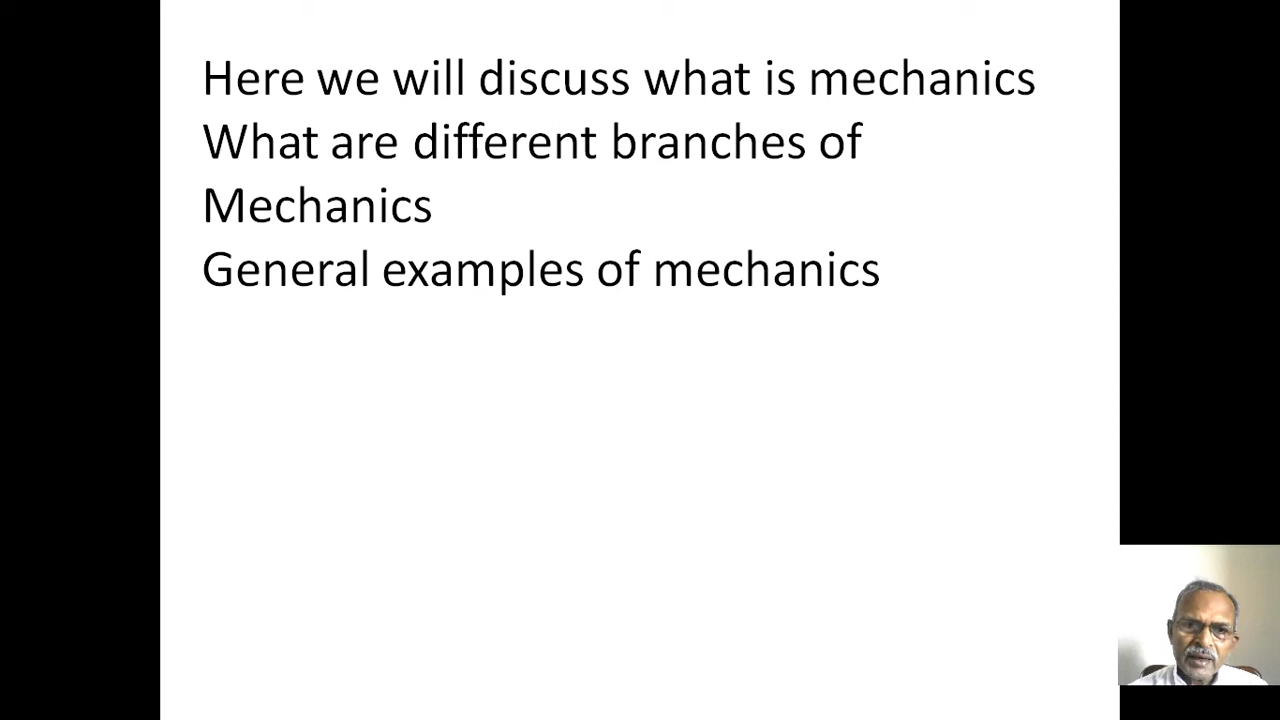 Here we will discuss what is mechanics
What are different branches of
Mechanics
General examples of mechanics